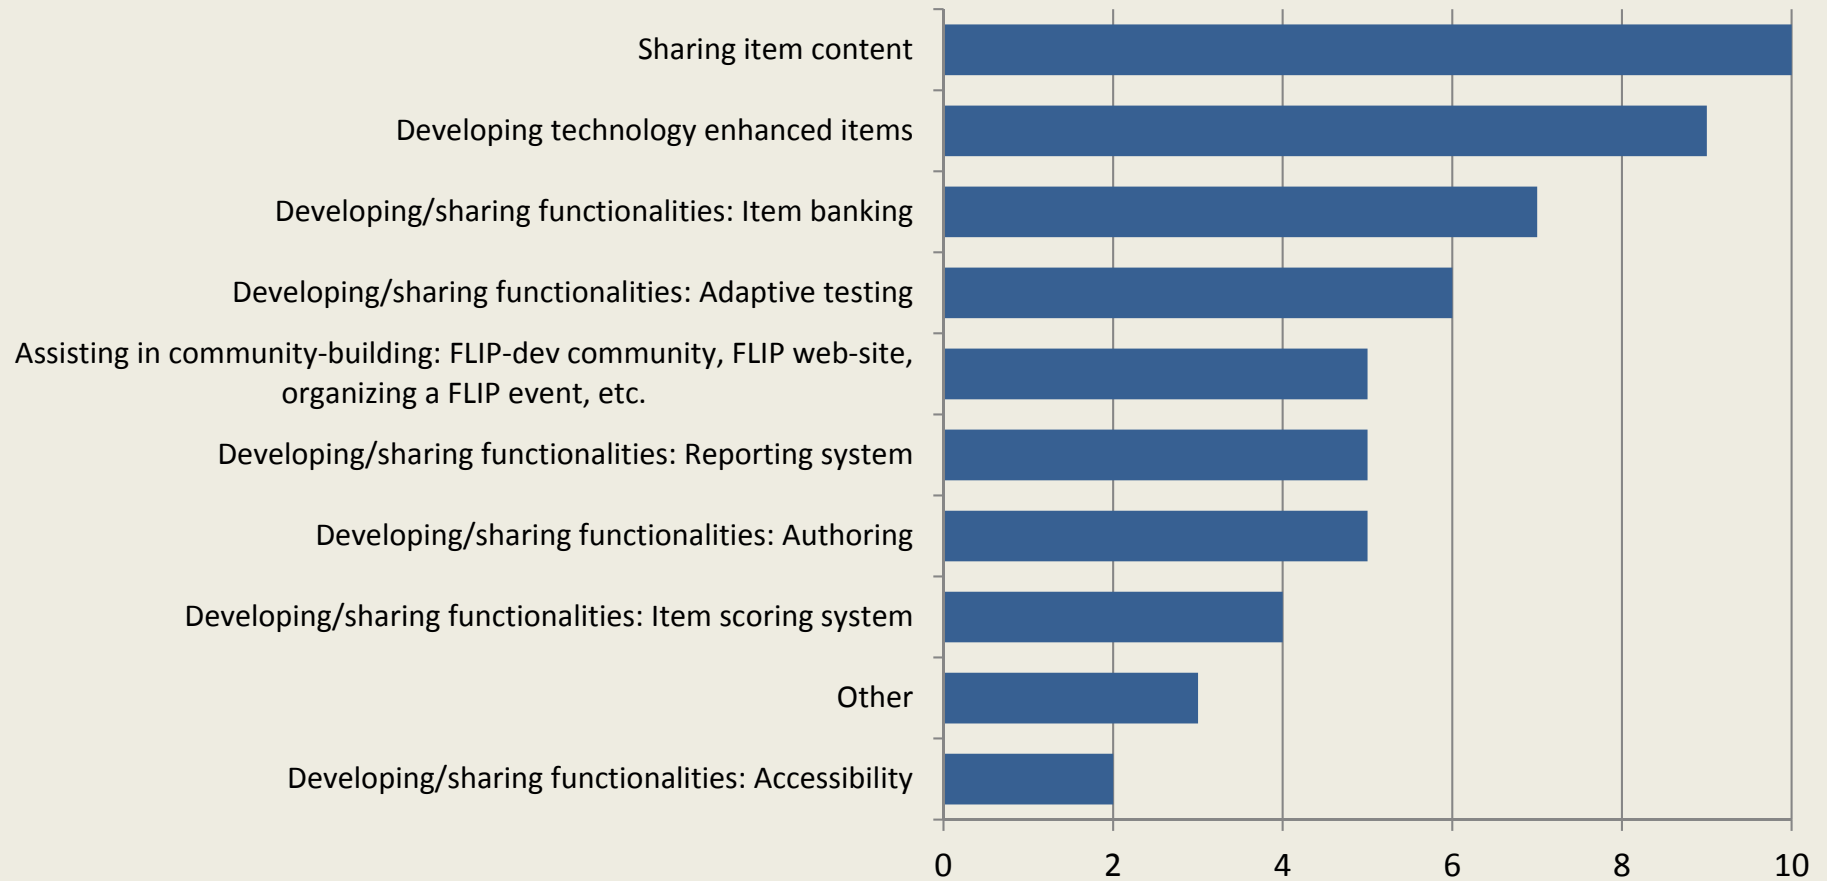 Sharing item content
Developing technology enhanced items
Developing/sharing functionalities: Item banking
Developing/sharing functionalities: Adaptive testing
Assisting in community-building: FLIP-dev community, FLIP web-site,
organizing a FLIP event, etc.
Developing/sharing functionalities: Reporting system
Developing/sharing functionalities: Authoring
Developing/sharing functionalities: Item scoring system
Other
Developing/sharing functionalities: Accessibility
0 2 4 6 8 10